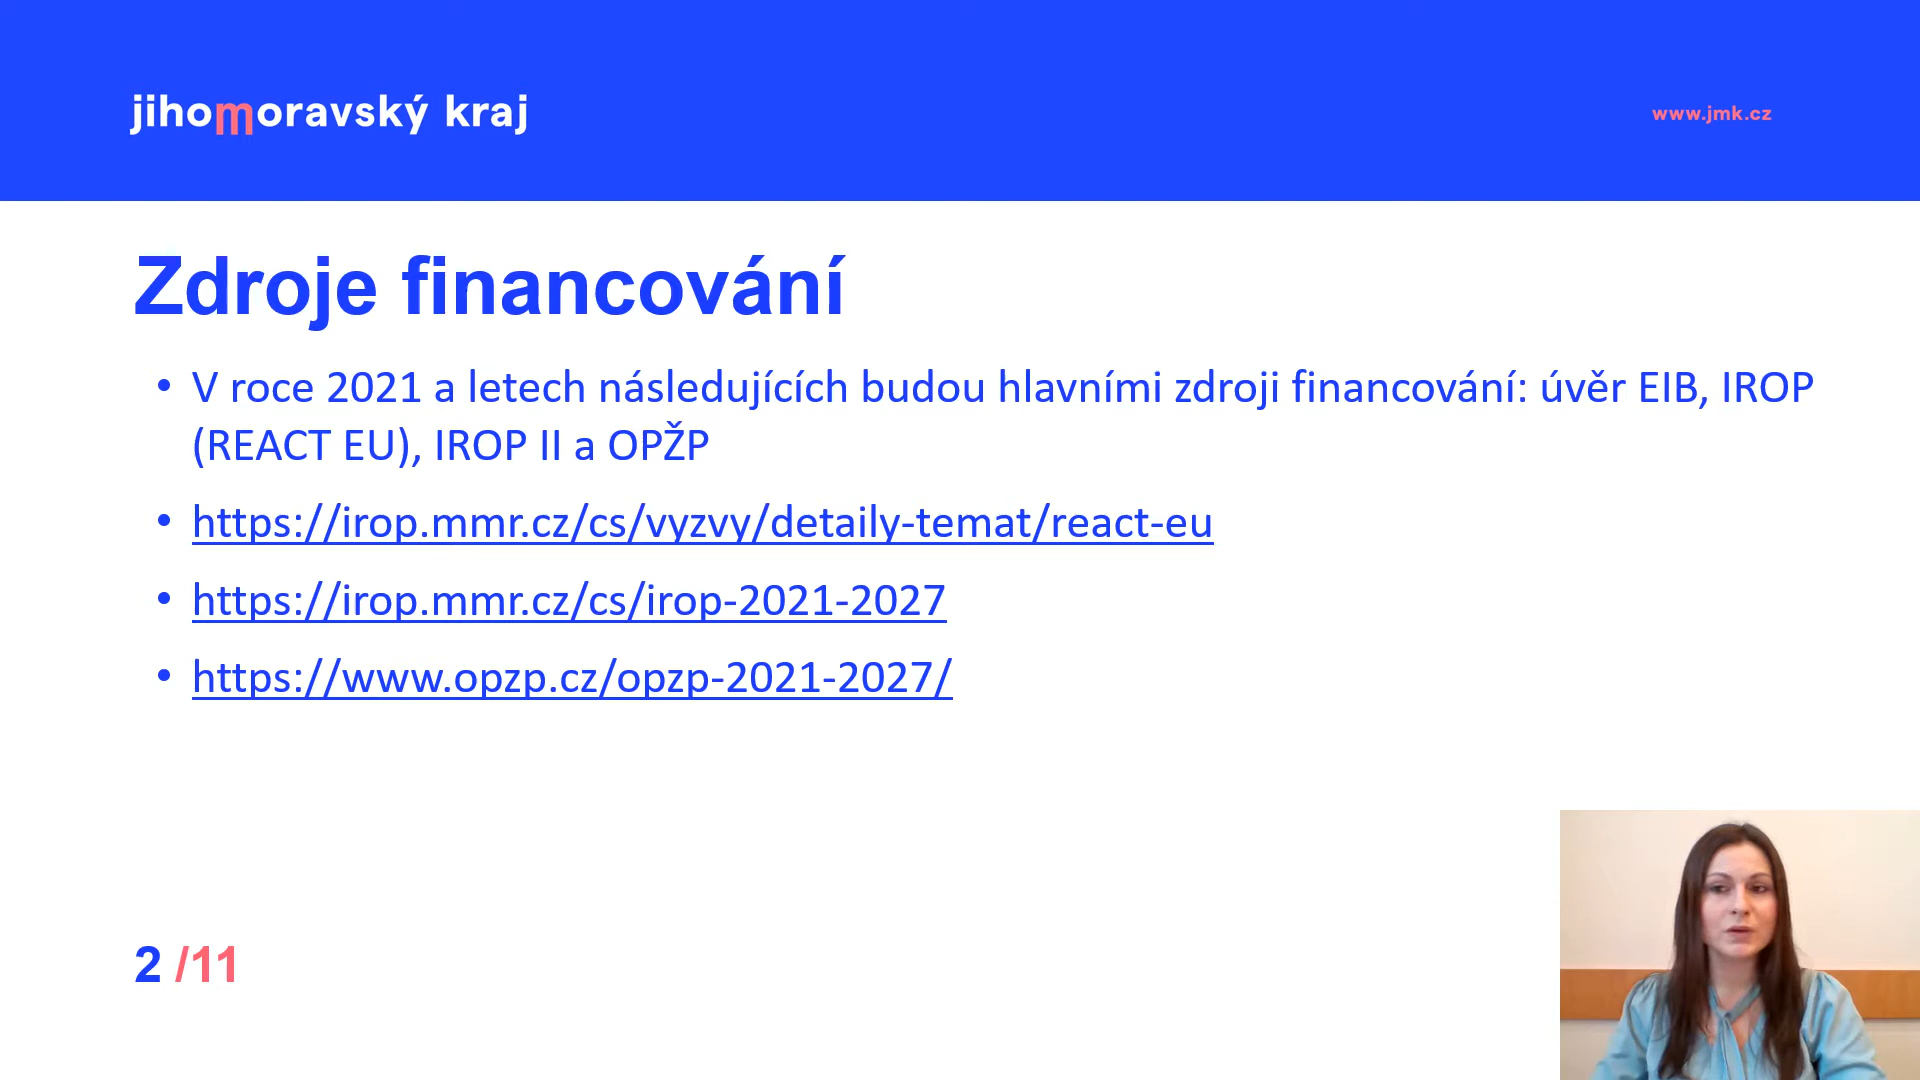 jihomoravský kraj
www.jmk.cz
Zdroje financování
• V roce 2021 a letech následujících budou hlavními zdroji financování: úvěr EIB, IROP
(REACT EU), IROP II a OPŽP
• https://irop.mmr.cz/cs/vyzvy/detaily-temat/react-eu
• https://irop.mmr.cz/cs/irop-2021-2027
• https://www.opzp.cz/opzp-2021-2027/
2 /11